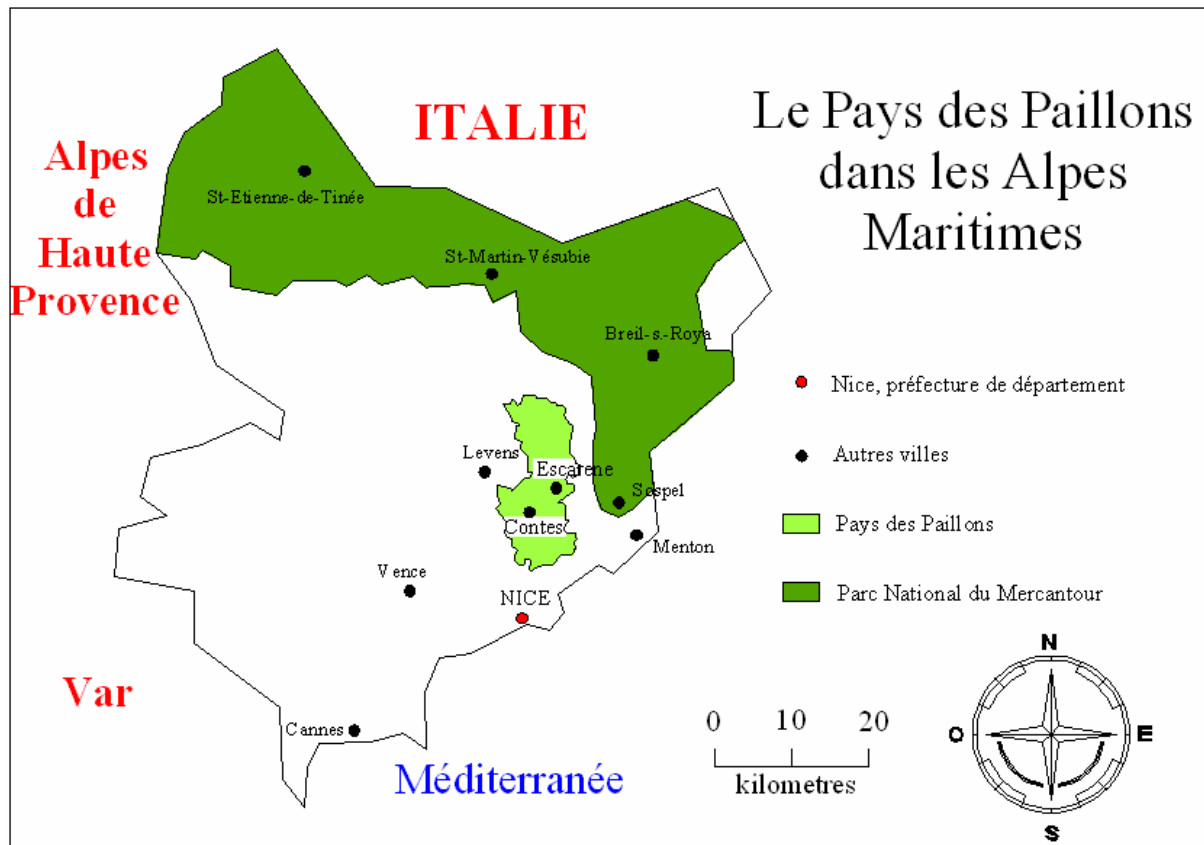 Le Pays des Paillons
dans les Alpes
Maritimes
ITALIE
Alpes
de
Haute
Provence
St-Etienne-de-Tinée
St-Martin-Vésubie
Breil-s.-Roya
Levens
Escarene
Sospel
Contes
Menton
Vence
NICE
Var
Cannes
Méditerranée
Nice, préfecture de département
Autres villes
Pays des Paillons
Parc National du Mercantour
0 10 20
kilometres
N
O E
S